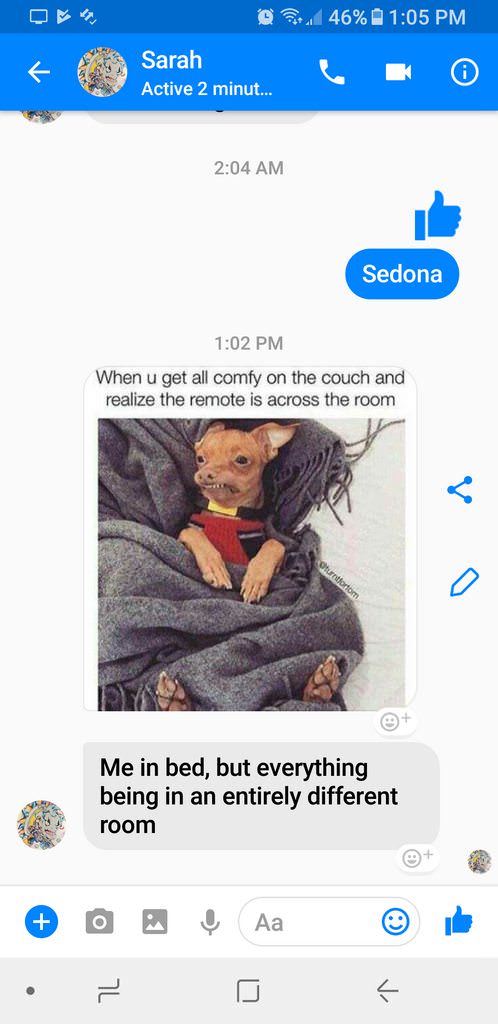 46% 1:05 PM
Sarah
Active 2 minut...
2:04 AM
Sedona
1:02 PM
When u get all comfy on the couch and
realize the remote is across the room
@turntfortom
Me in bed, but everything
being in an entirely different
room
Aa